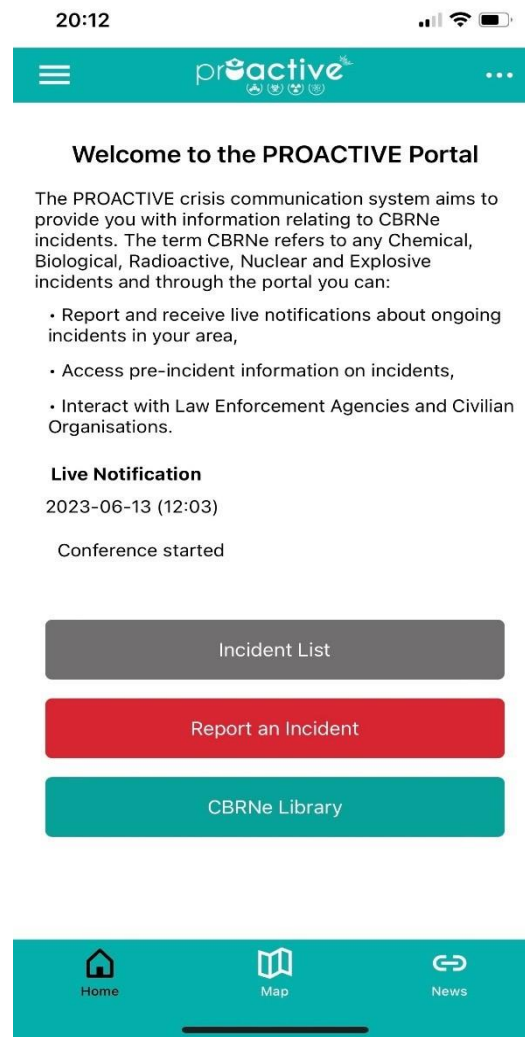 20:12
proactive
Welcome to the PROACTIVE Portal
The PROACTIVE crisis communication system aims to
provide you with information relating to CBRNe
incidents. The term CBRNe refers to any Chemical,
Biological, Radioactive, Nuclear and Explosive
incidents and through the portal you can:
• Report and receive live notifications about ongoing
incidents in your area,
• Access pre-incident information on incidents,
• Interact with Law Enforcement Agencies and Civilian
Organisations.
Live Notification
2023-06-13 (12:03)
Conference started
Incident List
Report an Incident
CBRNe Library
Home
Map
News